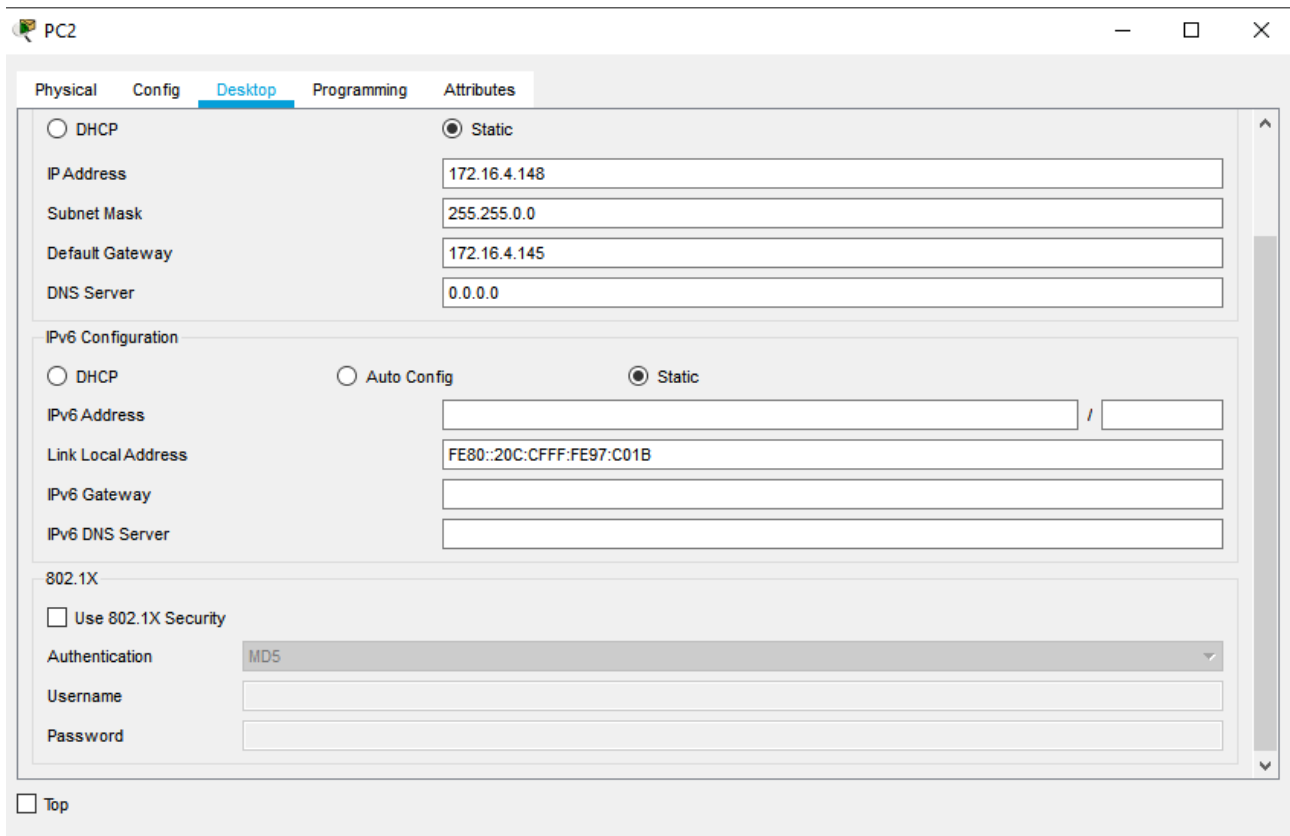 PC2
Physical Config Desktop Programming Attributes
DHCP Static
IP Address 172.16.4.148
Subnet Mask 255.255.0.0
Default Gateway 172.16.4.145
DNS Server 0.0.0.0
IPv6 Configuration
DHCP Auto Config Static
IPv6 Address /
Link Local Address FE80::20C:CFFF:FE97:C01B
IPv6 Gateway
IPv6 DNS Server
802.1X
Use 802.1X Security
Authentication MD5
Username
Password
Top